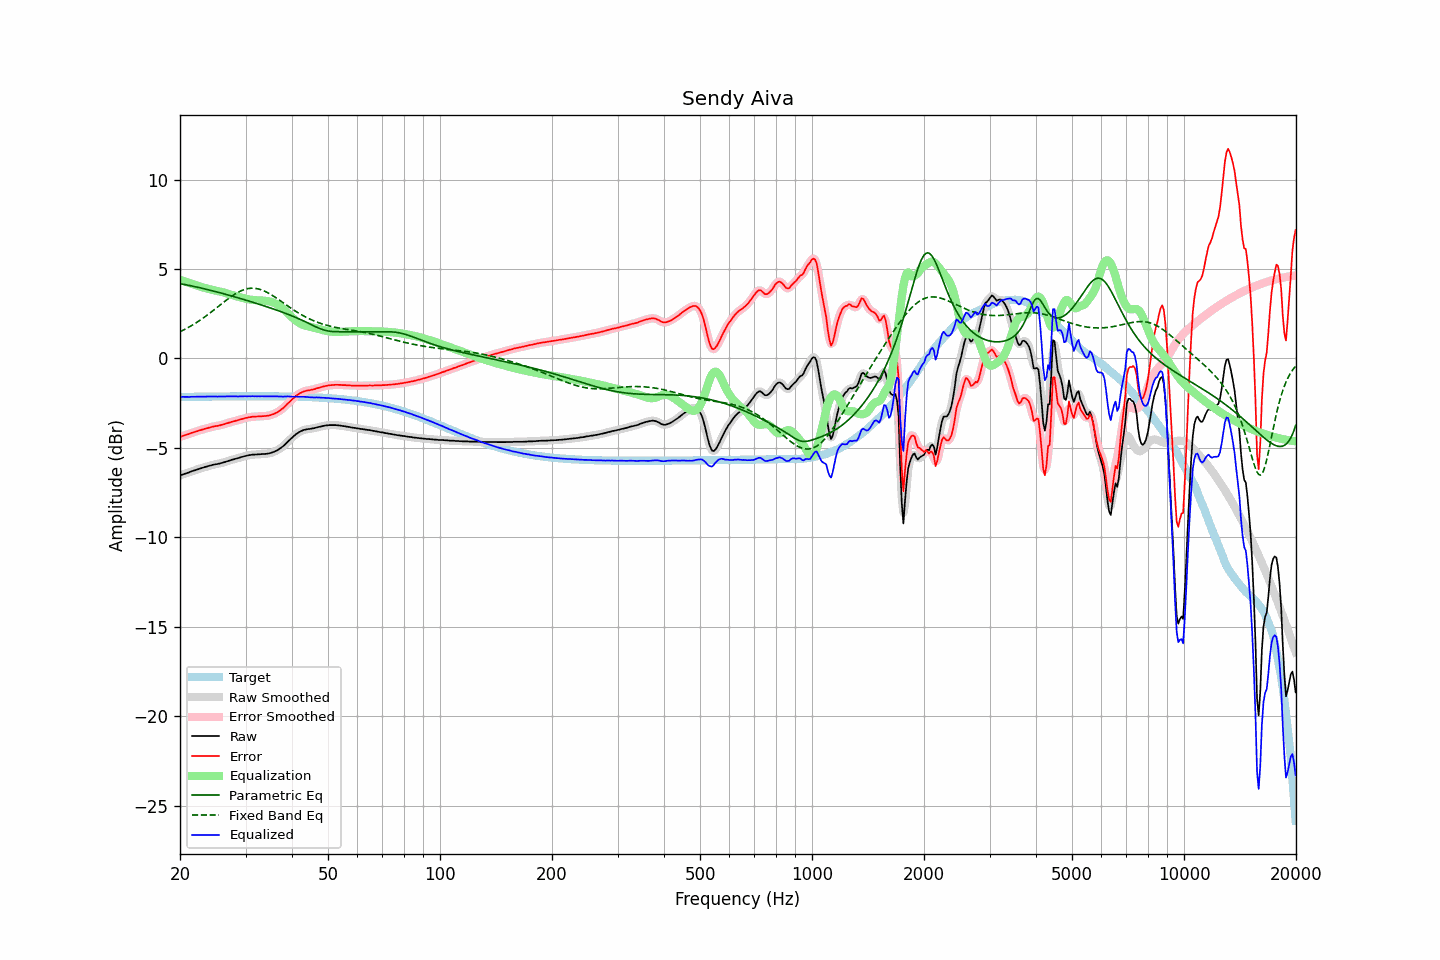 Sendy Aiva
Amplitude (dBr)
10
5
0
−5
−10
−15
−20
−25
Target
Raw Smoothed
Error Smoothed
Raw
Error
Equalization
Parametric Eq
Fixed Band Eq
Equalized
20 50 100 200 500 1000 2000 5000 10000 20000
Frequency (Hz)